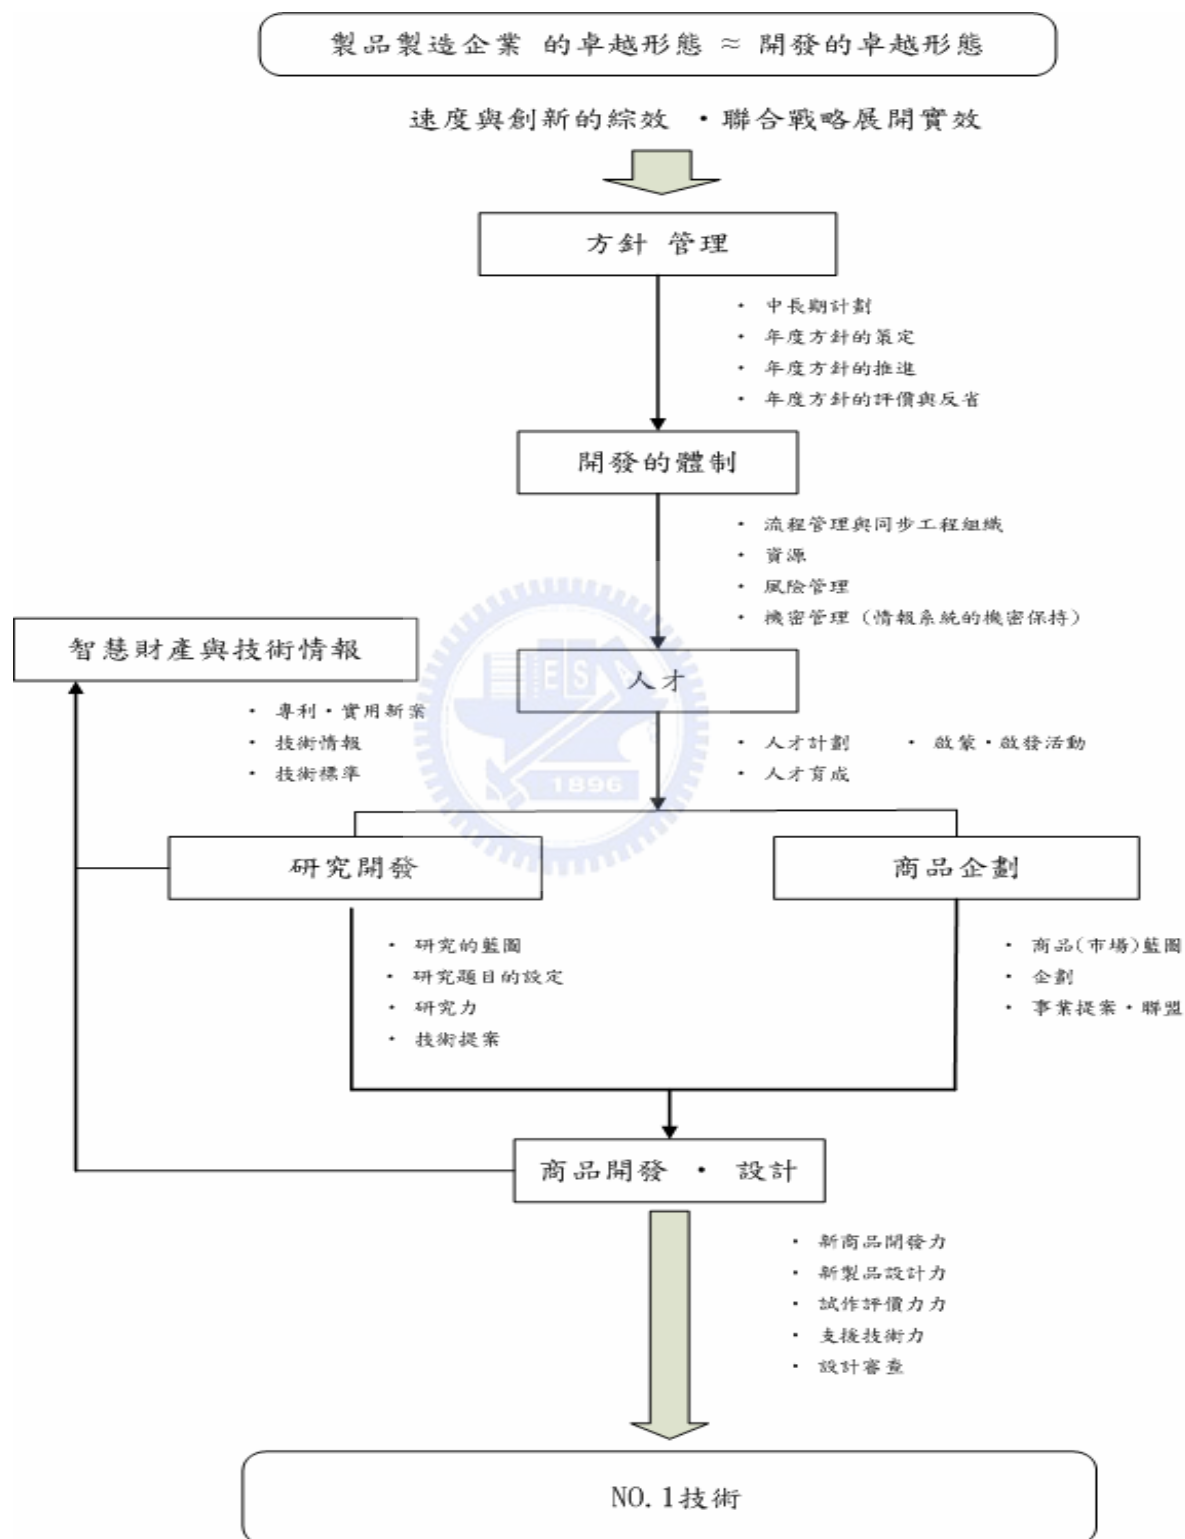 製品製造企業 的卓越形態 ≈ 開發的卓越形態
速度與創新的綜效 ・聯合戰略展開實效
方針 管理
・ 中長期計劃
・ 年度方針的策定
・ 年度方針的推進
・ 年度方針的評價與反省
開發的體制
・ 流程管理與同步工程組織
・ 資源
・ 風險管理
・ 機密管理 (情報系統的機密保持)
智慧財產與技術情報
・ 專利・實用新案
・ 技術情報
・ 技術標準
人才
ES
1896
・ 人才計劃 ・ 啟蒙・啟發活動
・ 人才育成
研究開發
・ 研究的藍圖
・ 研究題目的設定
・ 研究力
・ 技術提案
商品企劃
・ 商品(市場)藍圖
・ 企劃
・ 事業提案・聯盟
商品開發 ・ 設計
・ 新商品開發力
・ 新製品設計力
・ 試作評價力力
・ 支援技術力
・ 設計審查
NO.1技術